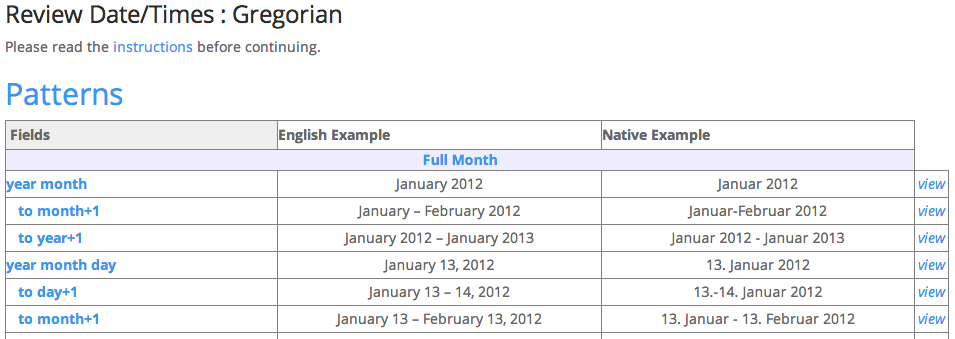 Review Date/Times : Gregorian
Please read the instructions before continuing.
Patterns
Fields English Example Native Example
Full Month
year month January 2012 Januar 2012 view
to month+1 January – February 2012 Januar-Februar 2012 view
to year+1 January 2012 – January 2013 Januar 2012 - Januar 2013 view
year month day January 13, 2012 13. Januar 2012 view
to day+1 January 13 – 14, 2012 13.-14. Januar 2012 view
to month+1 January 13 – February 13, 2012 13. Januar - 13. Februar 2012 view